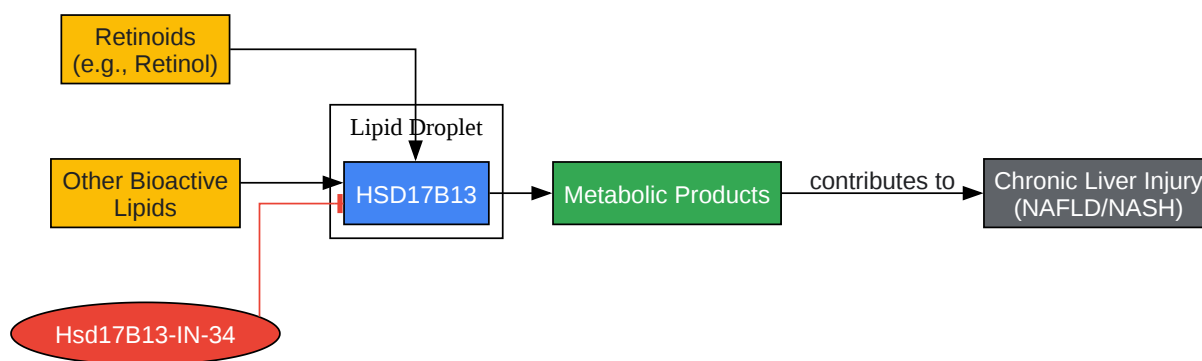 Retinoids
(e.g., Retinol)
Lipid Droplet
Other Bioactive
Lipids
HSD17B13
Metabolic Products
contributes to
Chronic Liver Injury
(NAFLD/NASH)
Hsd17B13-IN-34